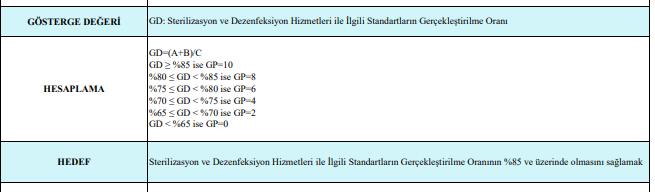 GÖSTERGE DEĞERİ
GD: Sterilizasyon ve Dezenfeksiyon Hizmetleri ile İlgili Standartların Gerçekleştirilme Oranı
HESAPLAMA
GD=(A+B)/C
GD ≥ %85 ise GP=10
%80 ≤ GD < %85 ise GP=8
%75 ≤ GD < %80 ise GP=6
%70 ≤ GD < %75 ise GP=4
%65 ≤ GD < %70 ise GP=2
GD < %65 ise GP=0
HEDEF
Sterilizasyon ve Dezenfeksiyon Hizmetleri ile İlgili Standartların Gerçekleştirilme Oranının %85 ve üzerinde olmasını sağlamak